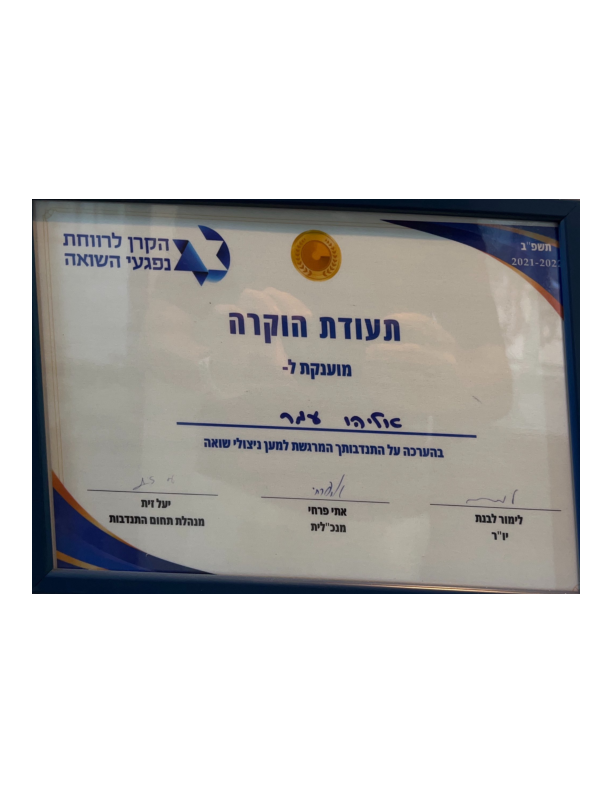 הקרן לרווחת
נפגעי השואה
תשפ"ב
2021-2022
תעודת הוקרה
מוענקת ל-
אליהו ענר
בהערכה על התנדבותך המרגשת למען ניצולי שואה
יעל זית
מנהלת תחום התנדבות
אתי פרחי
מנכ"לית
לימור לבנת
יו"ר